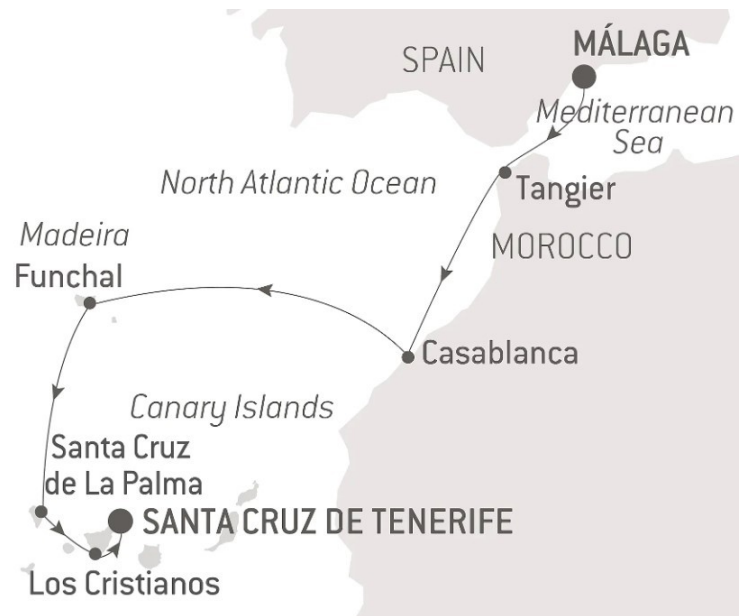 SPAIN
MÁLAGA
Mediterranean
Sea
North Atlantic Ocean
Tangier
Madeira
MOROCCO
Funchal
Casablanca
Canary Islands
Santa Cruz
de La Palma
SANTA CRUZ DE TENERIFE
Los Cristianos